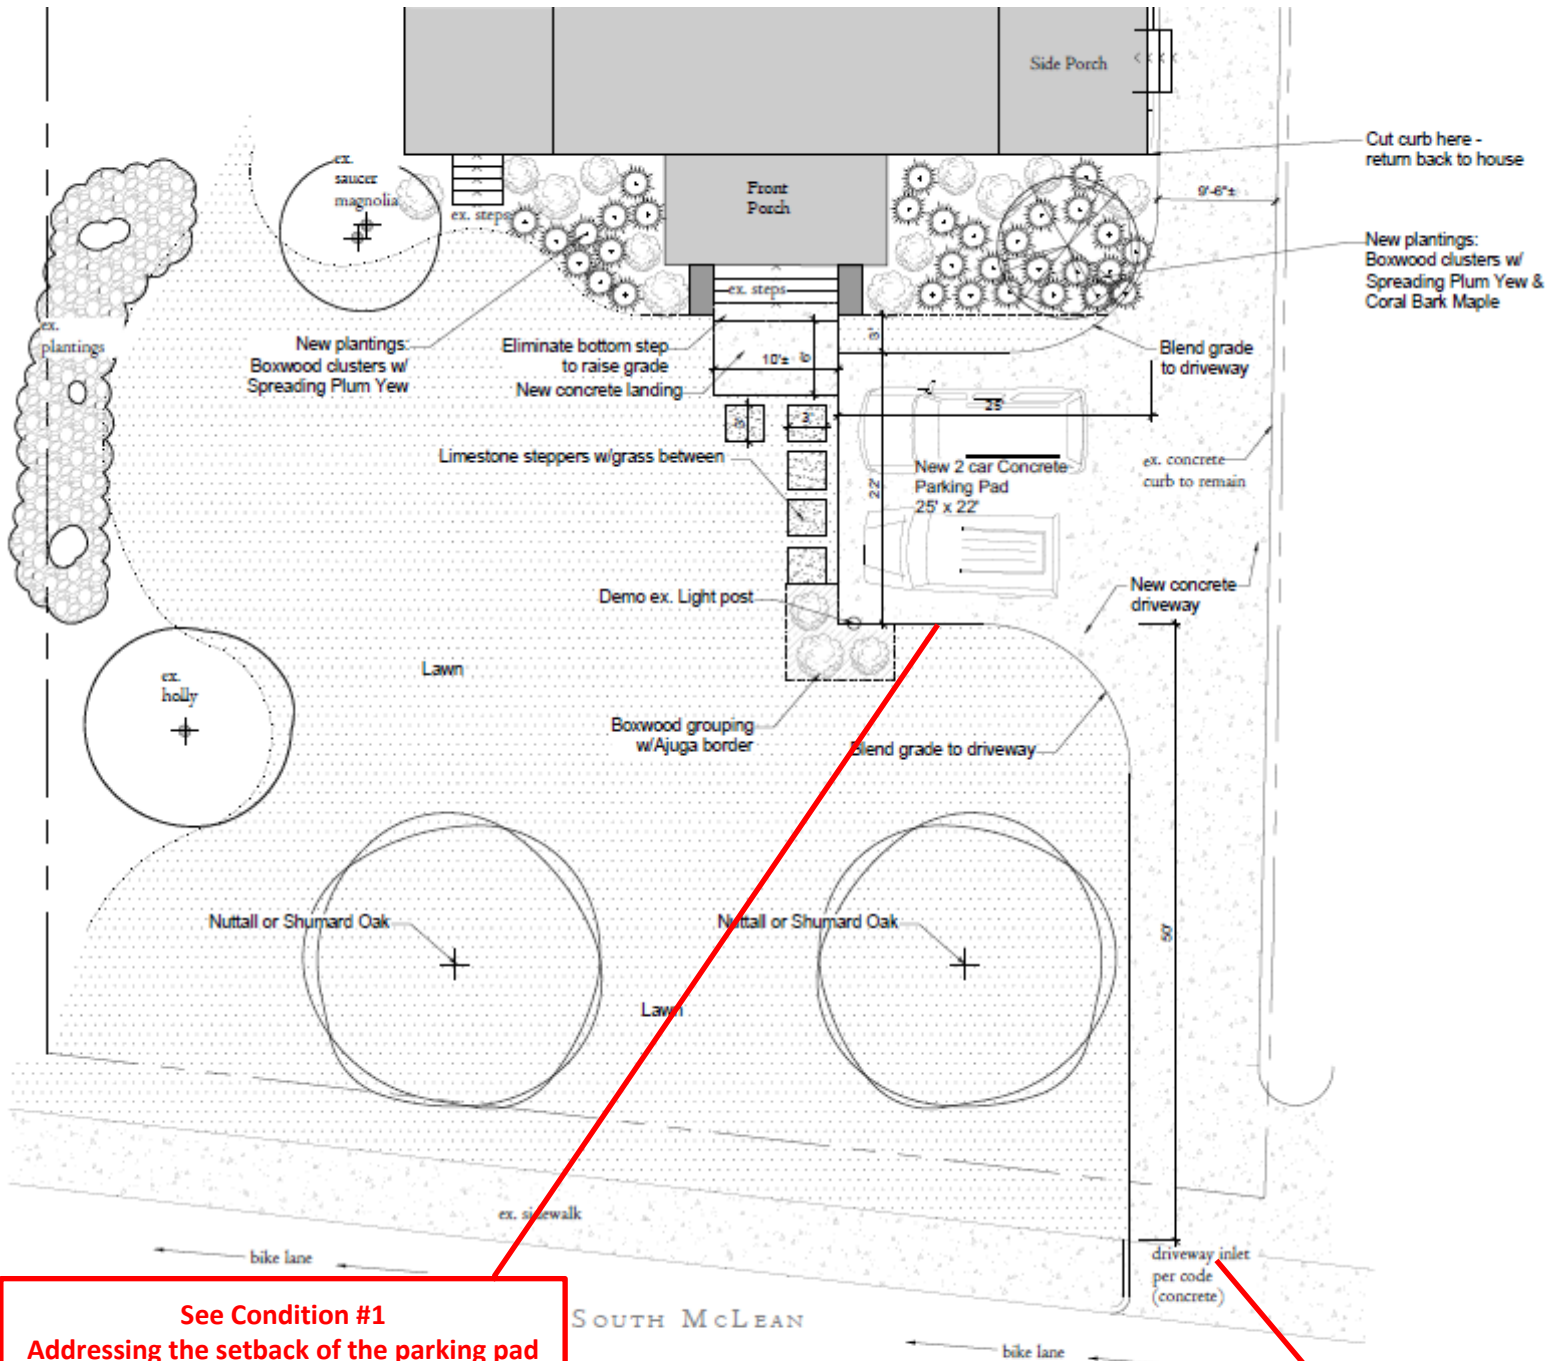 Side Porch
Cut curb here -
return back to house
9'-6"±
ex.
saucer
magnolia
ex. steps
Front
Porch
New plantings:
Boxwood clusters w/
Spreading Plum Yew &
Coral Bark Maple
ex. steps
ex.
plantings
New plantings:
Boxwood clusters w/
Spreading Plum Yew
Eliminate bottom step
to raise grade
New concrete landing
10'±
6'
3'
Blend grade
to driveway
25'
3'
3'
Limestone steppers w/grass between
New 2 car Concrete
Parking Pad
25' x 22'
22'
ex. concrete
curb to remain
New concrete
driveway
Demo ex. Light post
Lawn
ex.
holly
Boxwood grouping
w/Ajuga border
Blend grade to driveway
Nuttall or Shumard Oak
Nuttall or Shumard Oak
50'
Lawn
ex. sidewalk
bike lane
driveway inlet
per code
(concrete)
See Condition #1
Addressing the setback of the parking pad
SOUTH MCLEAN
bike lane